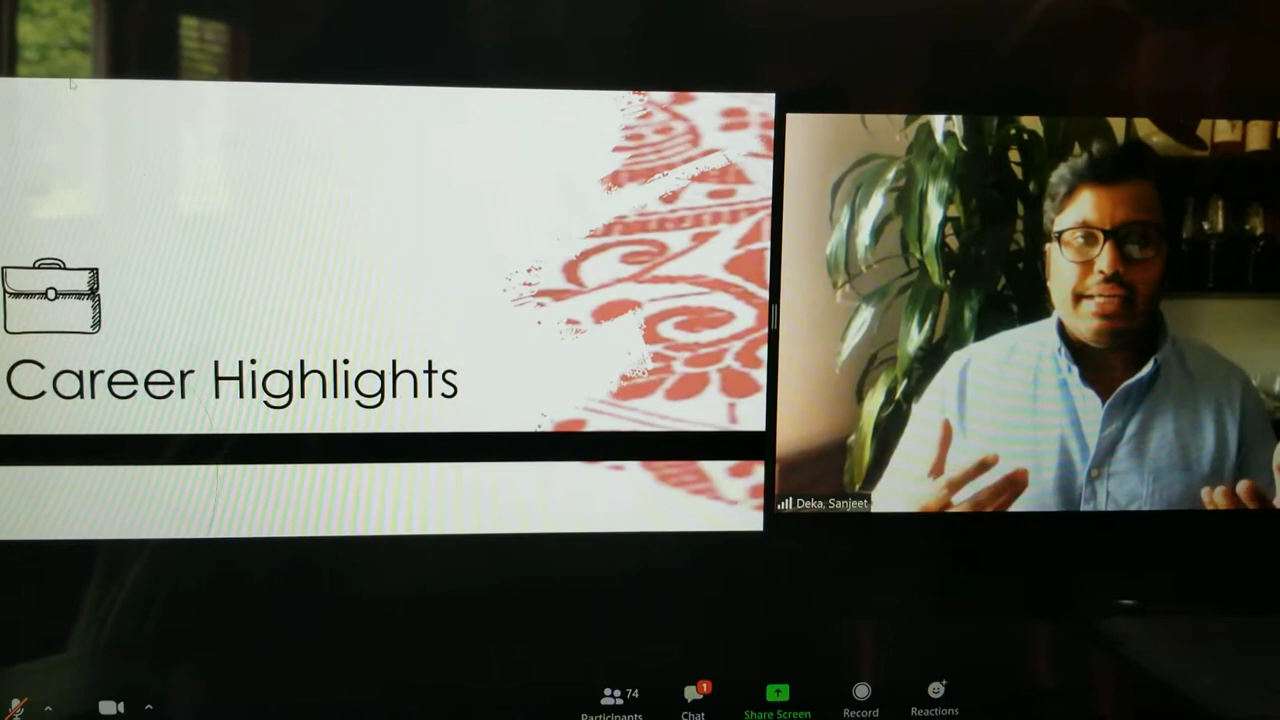 Career Highlights
Deka, Sanjeet
74
1
Participants
Chat
Share Screen
Record
Reactions